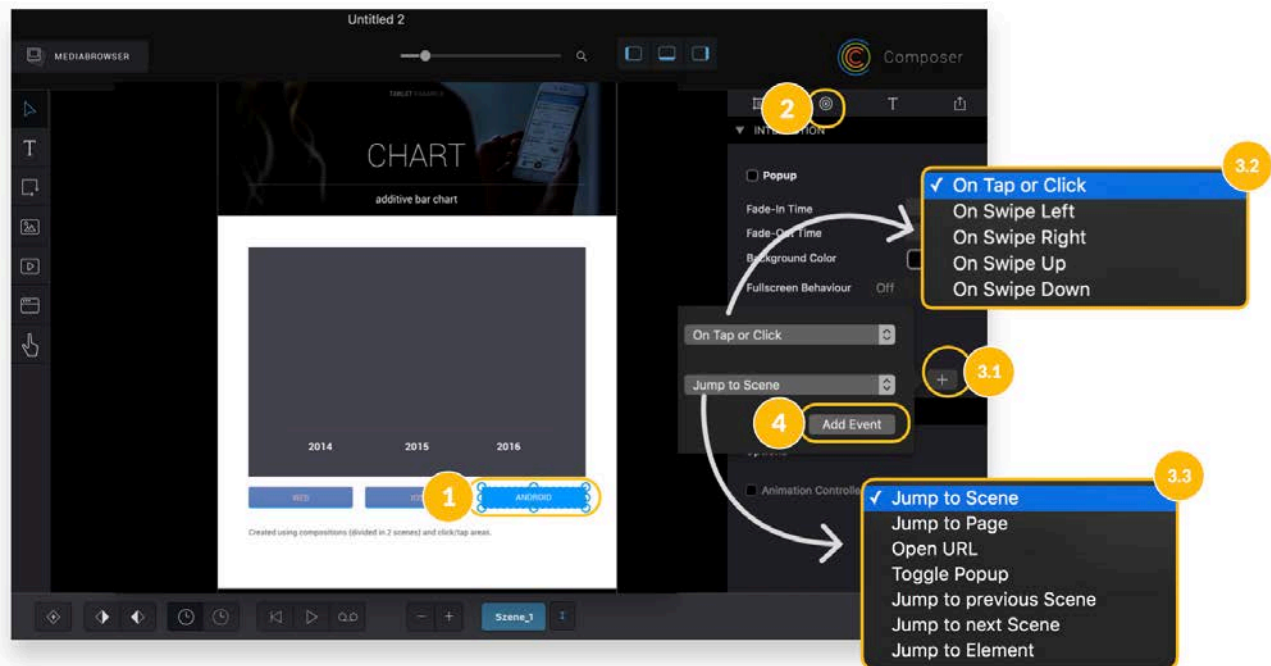 Untitled 2
MEDIABROWSER
Composer
TABLET EXAMPLE
CHART
additive bar chart
2
T
T
INTERACTION
Popup
Fade-In Time
Fade-Out Time
Background Color
Fullscreen Behaviour Off
3.2
✓ On Tap or Click
On Swipe Left
On Swipe Right
On Swipe Up
On Swipe Down
On Tap or Click
Jump to Scene
+
3.1
4
Add Event
Options
Animation Controlle
2014 2015 2016
WEB
1
ANDROID
Created using compositions (divided in 2 scenes) and click/tap areas.
3.3
✓ Jump to Scene
Jump to Page
Open URL
Toggle Popup
Jump to previous Scene
Jump to next Scene
Jump to Element
− +
Szene_1